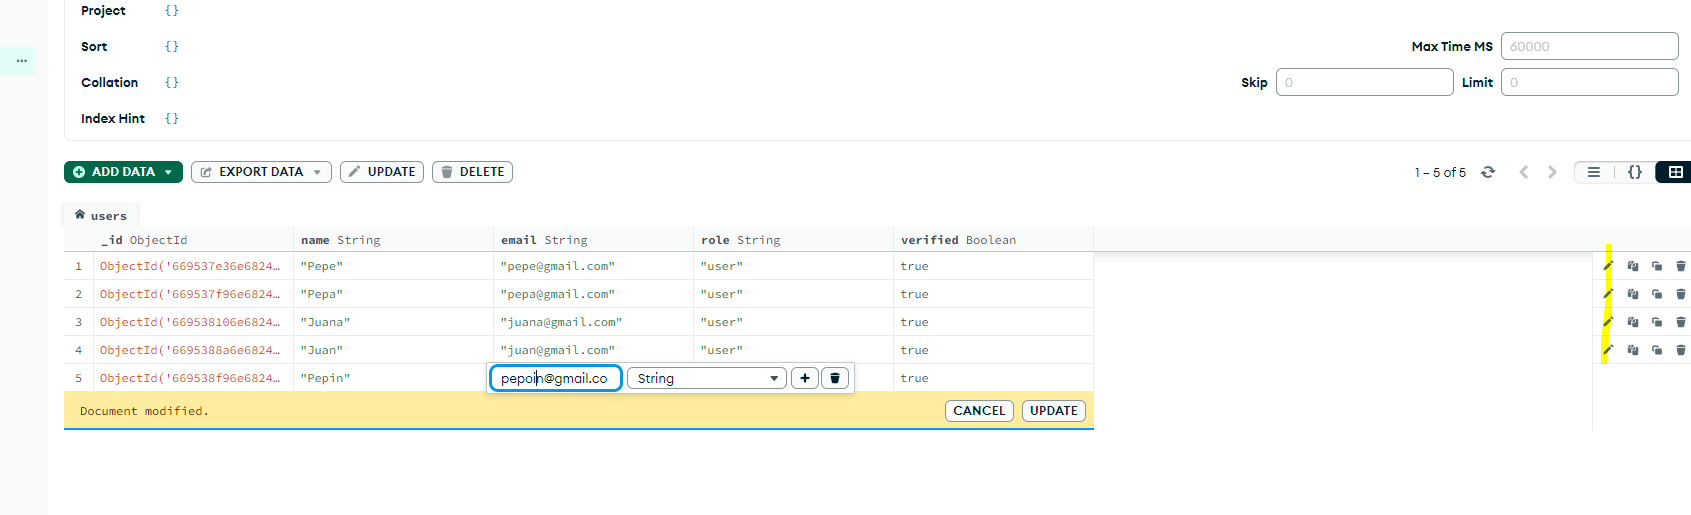 Project {}
Sort {} Max Time MS 60000
Collation {} Skip 0 Limit 0
Index Hint {}
ADD DATA EXPORT DATA UPDATE DELETE 1 – 5 of 5 {}
users
_id ObjectId name String email String role String verified Boolean
1 ObjectId('669537e36e6824… "Pepe" "pepe@gmail.com" "user" true
2 ObjectId('669537f96e6824… "Pepa" "pepa@gmail.com" "user" true
3 ObjectId('669538106e6824… "Juana" "juana@gmail.com" "user" true
4 ObjectId('6695388a6e6824… "Juan" "juan@gmail.com" "user" true
5 ObjectId('669538f96e6824… "Pepin" pepoin@gmail.co String true
Document modified. CANCEL UPDATE